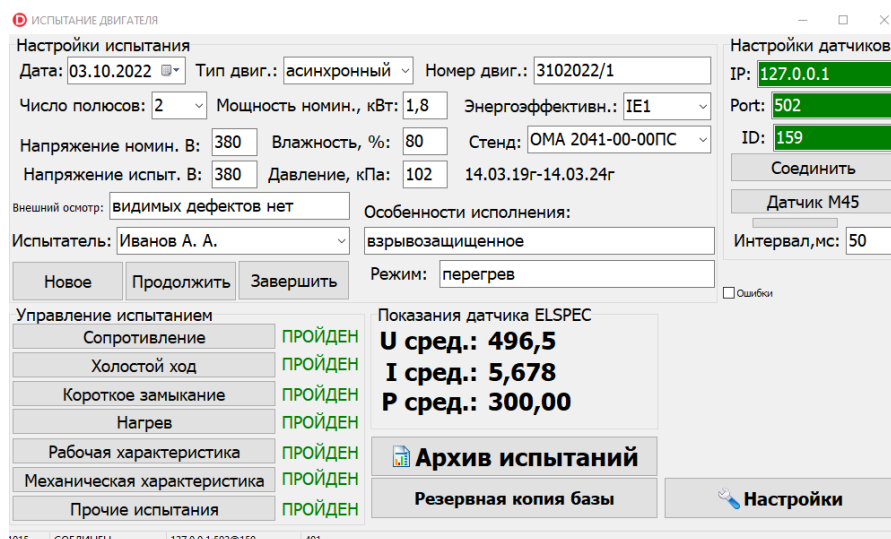 ИСПЫТАНИЕ ДВИГАТЕЛЯ
Настройки испытания
Дата: 03.10.2022 Тип двиг.: асинхронный Номер двиг.: 3102022/1
Число полюсов: 2 Мощность номин., кВт: 1,8 Энергоэффективн.: IE1
Напряжение номин. В: 380 Влажность, %: 80 Стенд: ОМА 2041-00-00ПС
Напряжение испыт. В: 380 Давление, кПа: 102 14.03.19г-14.03.24г
Внешний осмотр: видимых дефектов нет Особенности исполнения:
Испытатель: Иванов А. А. взрывозащищенное
Новое Продолжить Завершить Режим: перегрев
Настройки датчиков
IP: 127.0.0.1
Port: 502
ID: 159
Соединить
Датчик М45
Интервал,мс: 50
Ошибки
Управление испытанием
Сопротивление ПРОЙДЕН
Холостой ход ПРОЙДЕН
Короткое замыкание ПРОЙДЕН
Нагрев ПРОЙДЕН
Рабочая характеристика ПРОЙДЕН
Механическая характеристика ПРОЙДЕН
Прочие испытания ПРОЙДЕН
Показания датчика ELSPEC
U сред.: 496,5
I сред.: 5,678
P сред.: 300,00
Архив испытаний
Резервная копия базы
Настройки